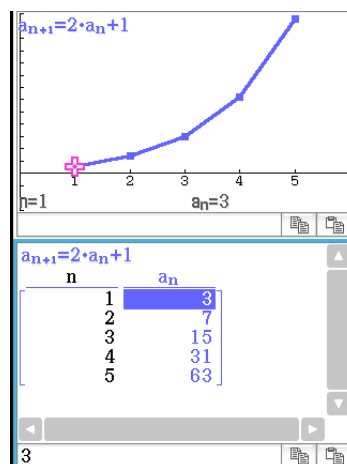 aₙ₊₁=2·aₙ+1
1 2 3 4 5
n=1 aₙ=3
aₙ₊₁=2·aₙ+1
n aₙ
1 3
2 7
3 15
4 31
5 63
3